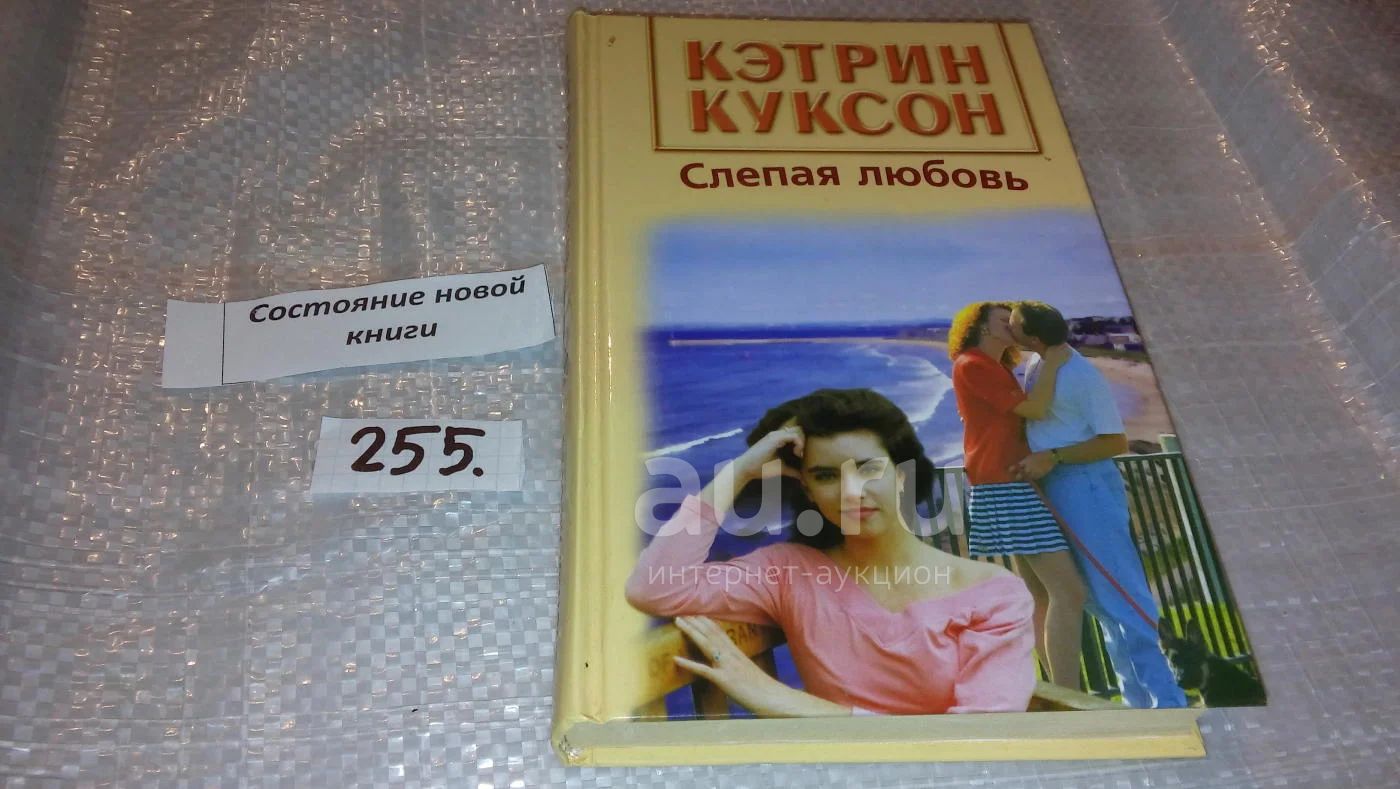 КЭТРИН
КУКСОН
Слепая любовь
Состояние новой
книги
255.
au.ru
интернет-аукцион